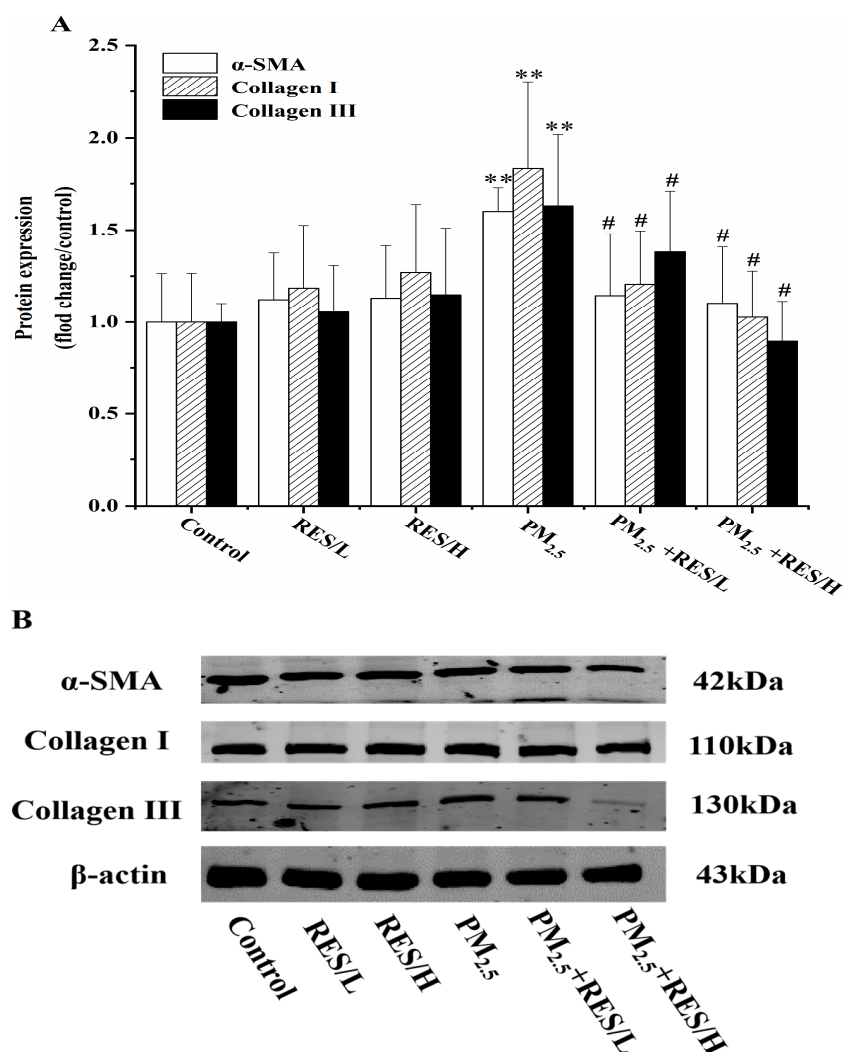 A
2.5
2.0
1.5
1.0
0.5
0.0
Protein expression
(flod change/control)
α-SMA
Collagen I
Collagen III
**
**
**
#
#
#
#
#
#
Control
RES/L
RES/H
PM2.5
PM2.5 +RES/L
PM2.5 +RES/H
B
α-SMA 42kDa
Collagen I 110kDa
Collagen III 130kDa
β-actin 43kDa
Control
RES/L
RES/H
PM2.5
PM2.5+RES/L
PM2.5+RES/H